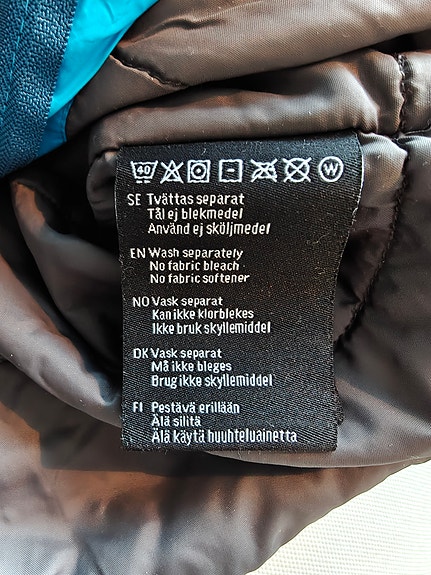 40 W
SE Tvättas separat
Tål ej blekmedel
Använd ej sköljmedel
EN Wash separately
No fabric bleach
No fabric softener
NO Vask separat
Kan ikke klorblekes
Ikke bruk skyllemiddel
DK Vask separat
Må ikke bleges
Brug ikke skyllemiddel
FI Pestävä erillään
Älä silitä
Älä käytä huuhteluainetta